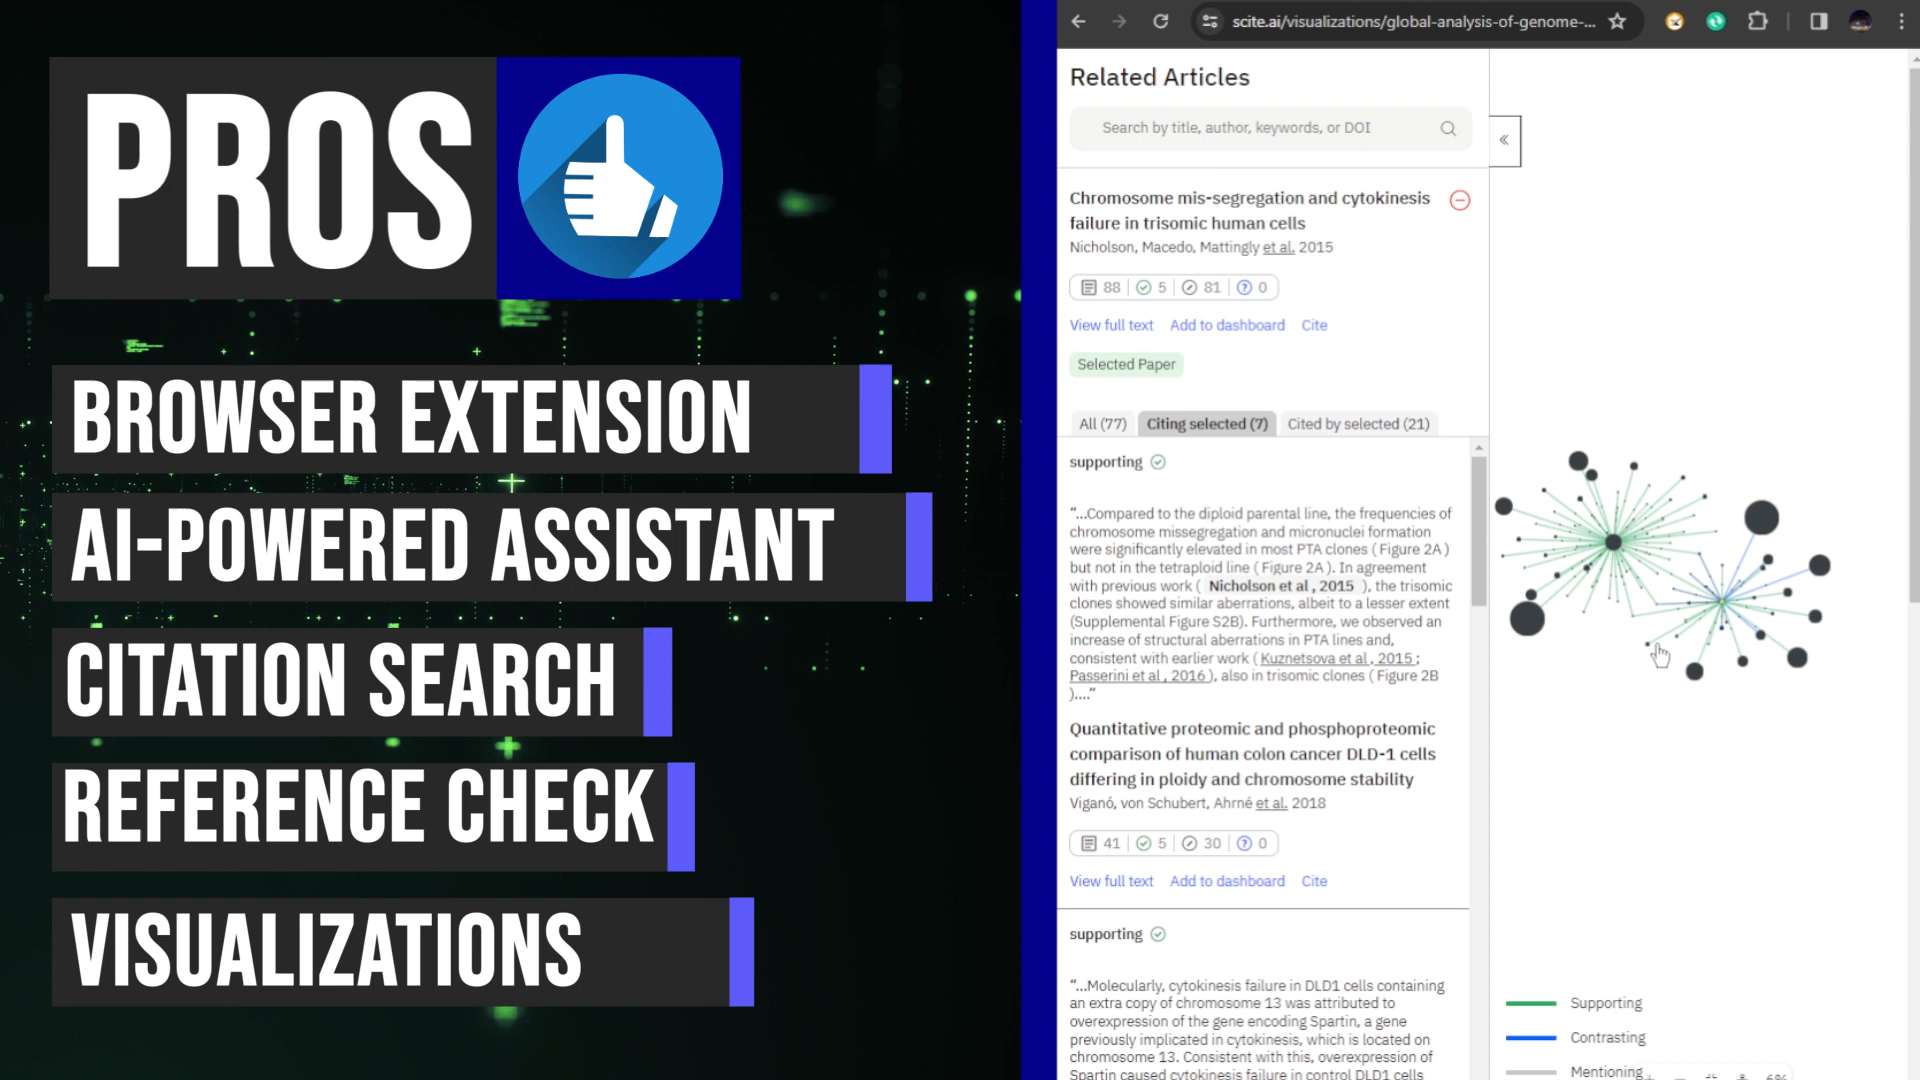 PROS
BROWSER EXTENSION
AI-POWERED ASSISTANT
CITATION SEARCH
REFERENCE CHECK
VISUALIZATIONS
scite.ai/visualizations/global-analysis-of-genome-...
Related Articles
Search by title, author, keywords, or DOI
«
Chromosome mis-segregation and cytokinesis
failure in trisomic human cells
Nicholson, Macedo, Mattingly et al. 2015
88 5 81 0
View full text Add to dashboard Cite
Selected Paper
All (77) Citing selected (7) Cited by selected (21)
supporting
“...Compared to the diploid parental line, the frequencies of
chromosome missegregation and micronuclei formation
were significantly elevated in most PTA clones ( Figure 2A )
but not in the tetraploid line ( Figure 2A ). In agreement
with previous work ( Nicholson et al , 2015 ), the trisomic
clones showed similar aberrations, albeit to a lesser extent
(Supplemental Figure S2B). Furthermore, we observed an
increase of structural aberrations in PTA lines and,
consistent with earlier work ( Kuznetsova et al , 2015 ;
Passerini et al , 2016 ), also in trisomic clones ( Figure 2B
)....”
Quantitative proteomic and phosphoproteomic
comparison of human colon cancer DLD-1 cells
differing in ploidy and chromosome stability
Viganó, von Schubert, Ahrné et al. 2018
41 5 30 0
View full text Add to dashboard Cite
supporting
“...Molecularly, cytokinesis failure in DLD1 cells containing
an extra copy of chromosome 13 was attributed to
overexpression of the gene encoding Spartin, a gene
previously implicated in cytokinesis, which is located on
chromosome 13. Consistent with this, overexpression of
Spartin caused cytokinesis failure in control DLD1 cells
Supporting
Contrasting
Mentioning